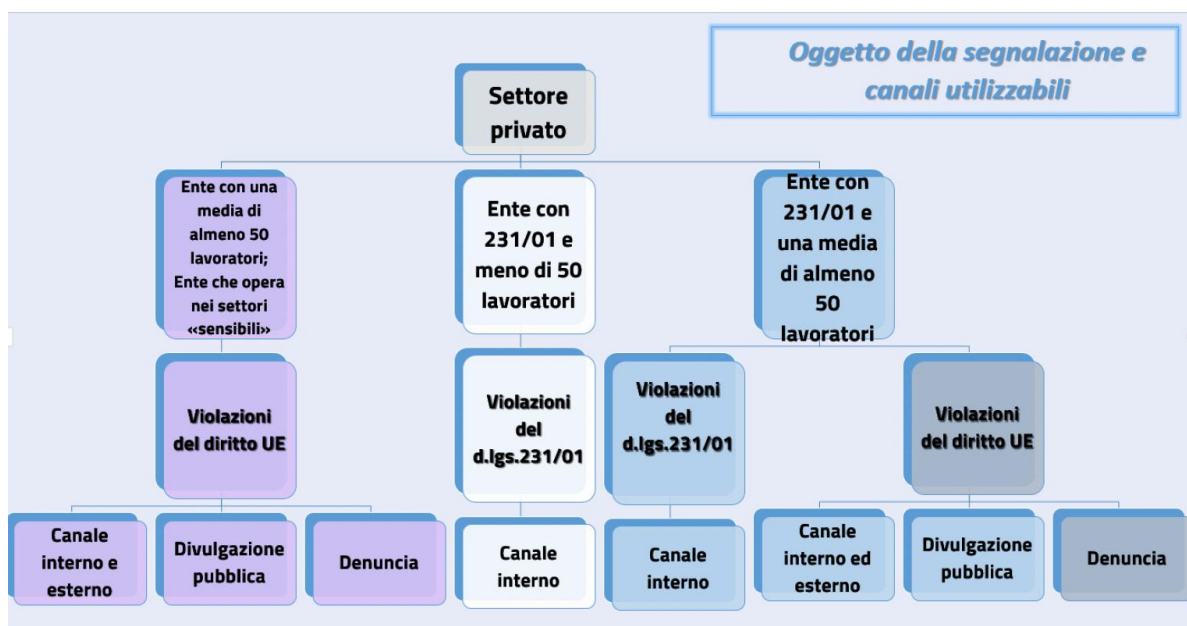 Oggetto della segnalazione e
canali utilizzabili
Settore
privato
Ente con una
media di
almeno 50
lavoratori;
Ente che opera
nei settori
«sensibili»
Ente con
231/01 e
meno di 50
lavoratori
Ente con
231/01 e
una media
di almeno
50
lavoratori
Violazioni
del diritto UE
Violazioni
del
d.lgs.231/01
Violazioni
del
d.lgs.231/01
Violazioni
del diritto UE
Canale
interno e
esterno
Divulgazione
pubblica
Denuncia
Canale
interno
Canale
interno
Canale
interno ed
esterno
Divulgazione
pubblica
Denuncia